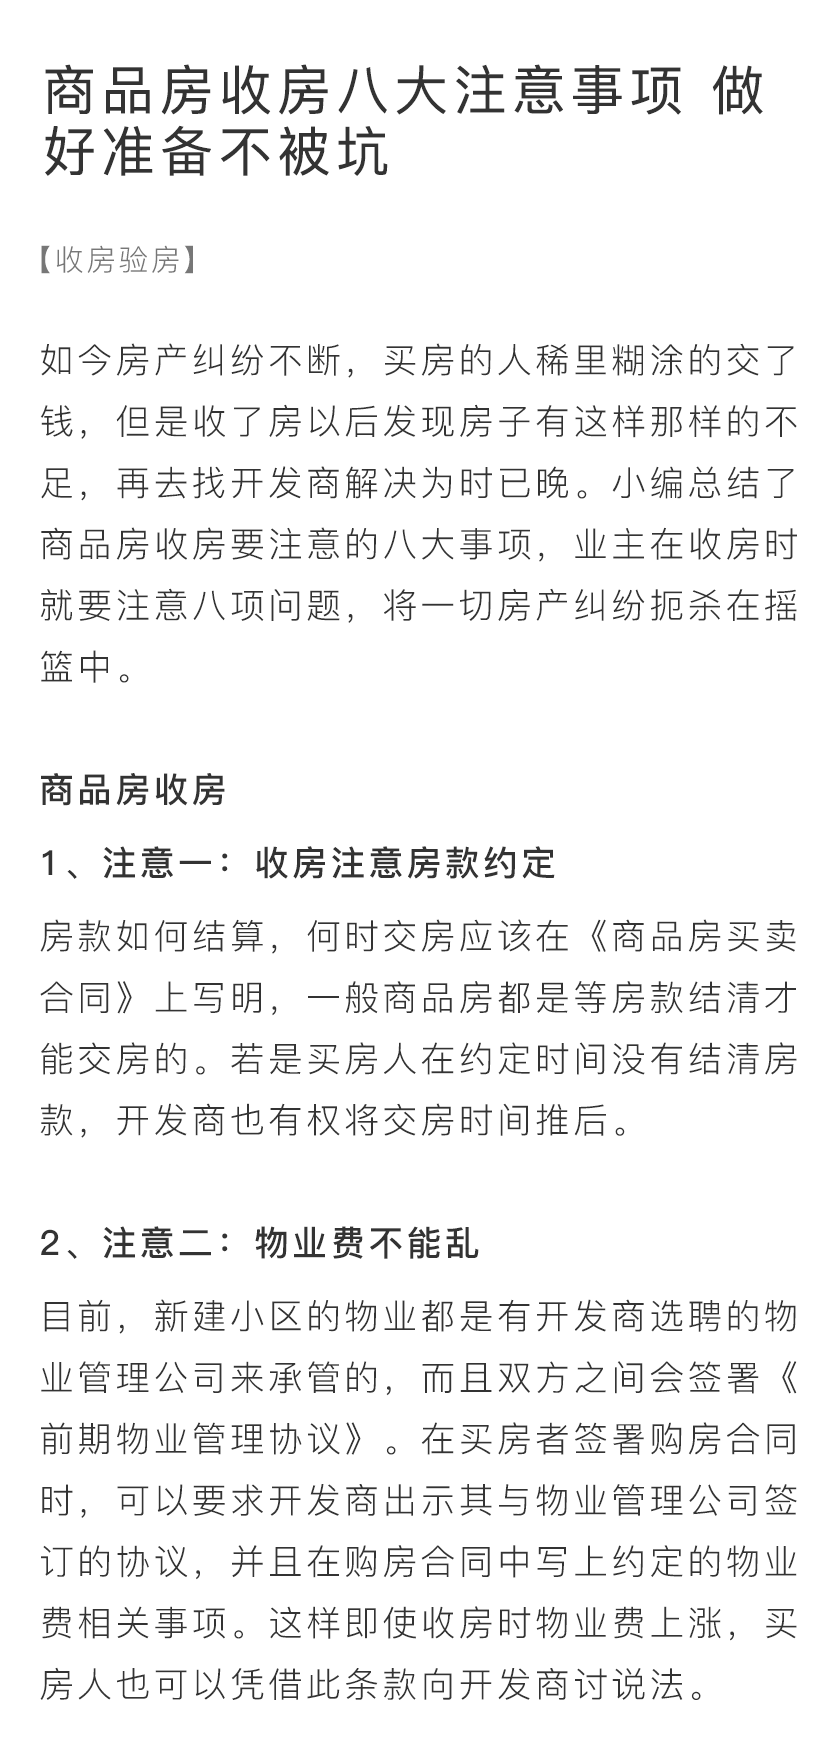 商品房收房八大注意事项 做
好准备不被坑
【收房验房】
如今房产纠纷不断，买房的人稀里糊涂的交了
钱，但是收了房以后发现房子有这样那样的不
足，再去找开发商解决为时已晚。小编总结了
商品房收房要注意的八大事项，业主在收房时
就要注意八项问题，将一切房产纠纷扼杀在摇
篮中。
商品房收房
1、注意一：收房注意房款约定
房款如何结算，何时交房应该在《商品房买卖
合同》上写明，一般商品房都是等房款结清才
能交房的。若是买房人在约定时间没有结清房
款，开发商也有权将交房时间推后。
2、注意二：物业费不能乱
目前，新建小区的物业都是有开发商选聘的物
业管理公司来承管的，而且双方之间会签署《
前期物业管理协议》。在买房者签署购房合同
时，可以要求开发商出示其与物业管理公司签
订的协议，并且在购房合同中写上约定的物业
费相关事项。这样即使收房时物业费上涨，买
房人也可以凭借此条款向开发商讨说法。